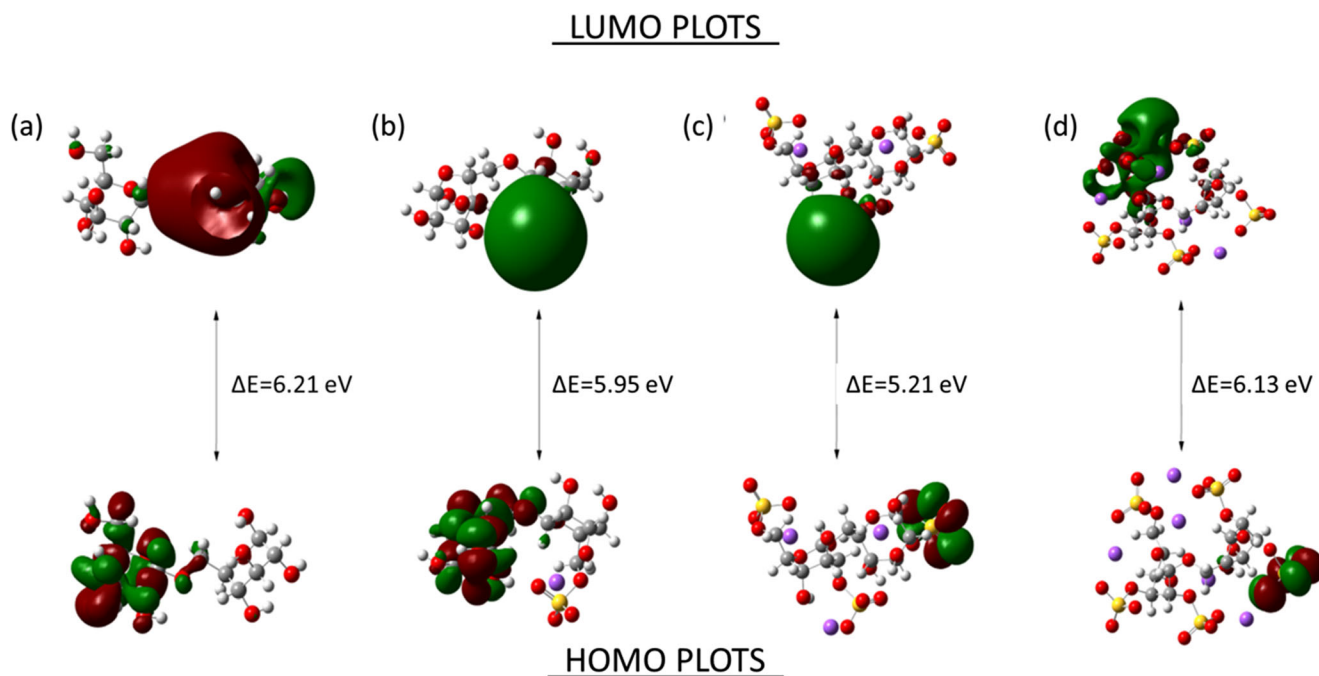 LUMO PLOTS
(a)
(b)
(c)
(d)
ΔE=6.21 eV
ΔE=5.95 eV
ΔE=5.21 eV
ΔE=6.13 eV
HOMO PLOTS